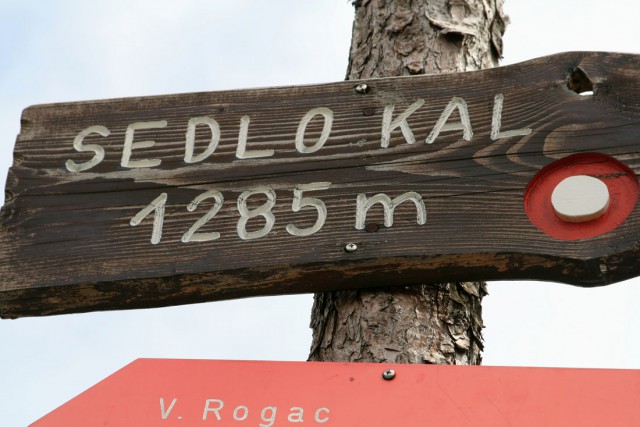 SEDLO KAL
1285 m
V. Rogac